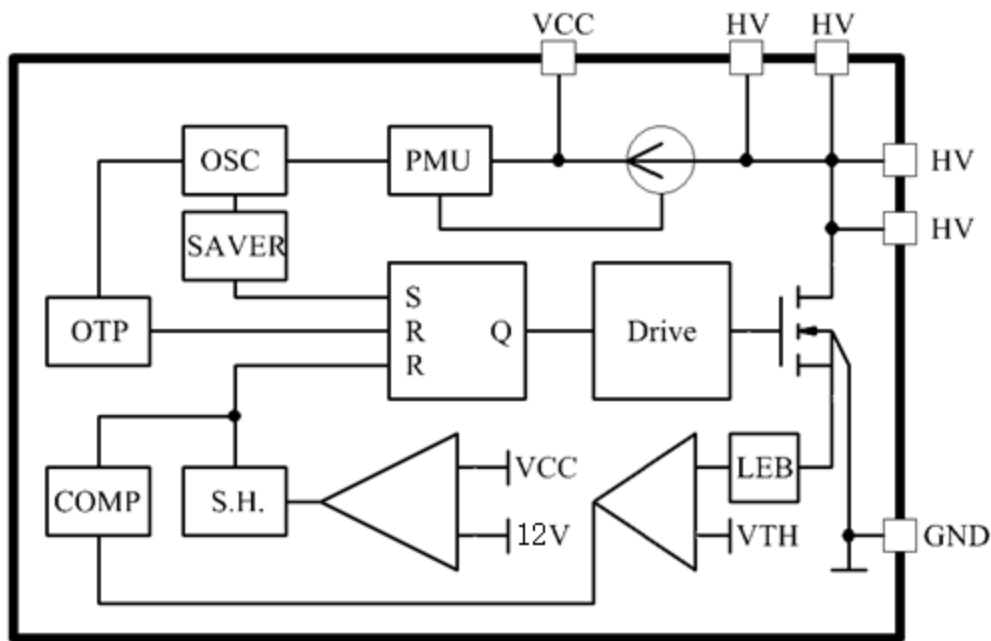 VCC HV HV
OSC PMU HV
SAVER HV
S
OTP R Q Drive
R
COMP S.H. VCC LEB
12V VTH GND